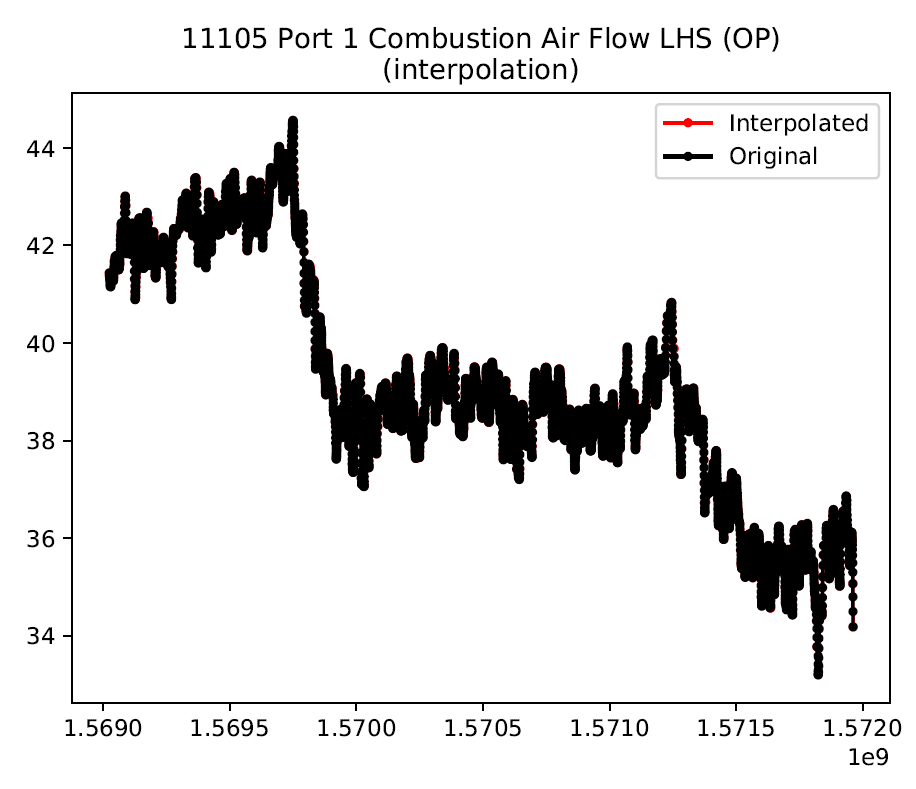 11105 Port 1 Combustion Air Flow LHS (OP)
(interpolation)
Interpolated
Original
44
42
40
38
36
34
1.5690 1.5695 1.5700 1.5705 1.5710 1.5715 1.5720
1e9